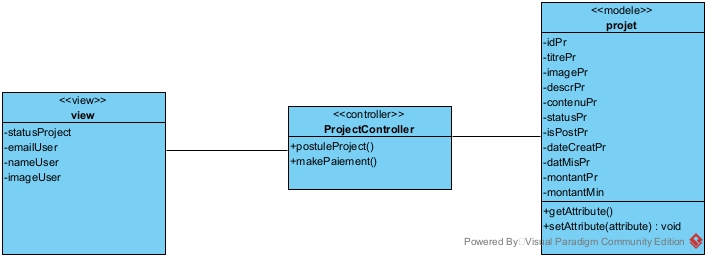 <<view>>
view
-statusProject
-emailUser
-nameUser
-imageUser
<<controller>>
ProjectController
+postuleProject()
+makePaiement()
<<modele>>
projet
-idPr
-titrePr
-imagePr
-descrPr
-contenuPr
-statusPr
-isPostPr
-dateCreatPr
-datMisPr
-montantPr
-montantMin
+getAttribute()
+setAttribute(attribute) : void
Powered By Visual Paradigm Community Edition